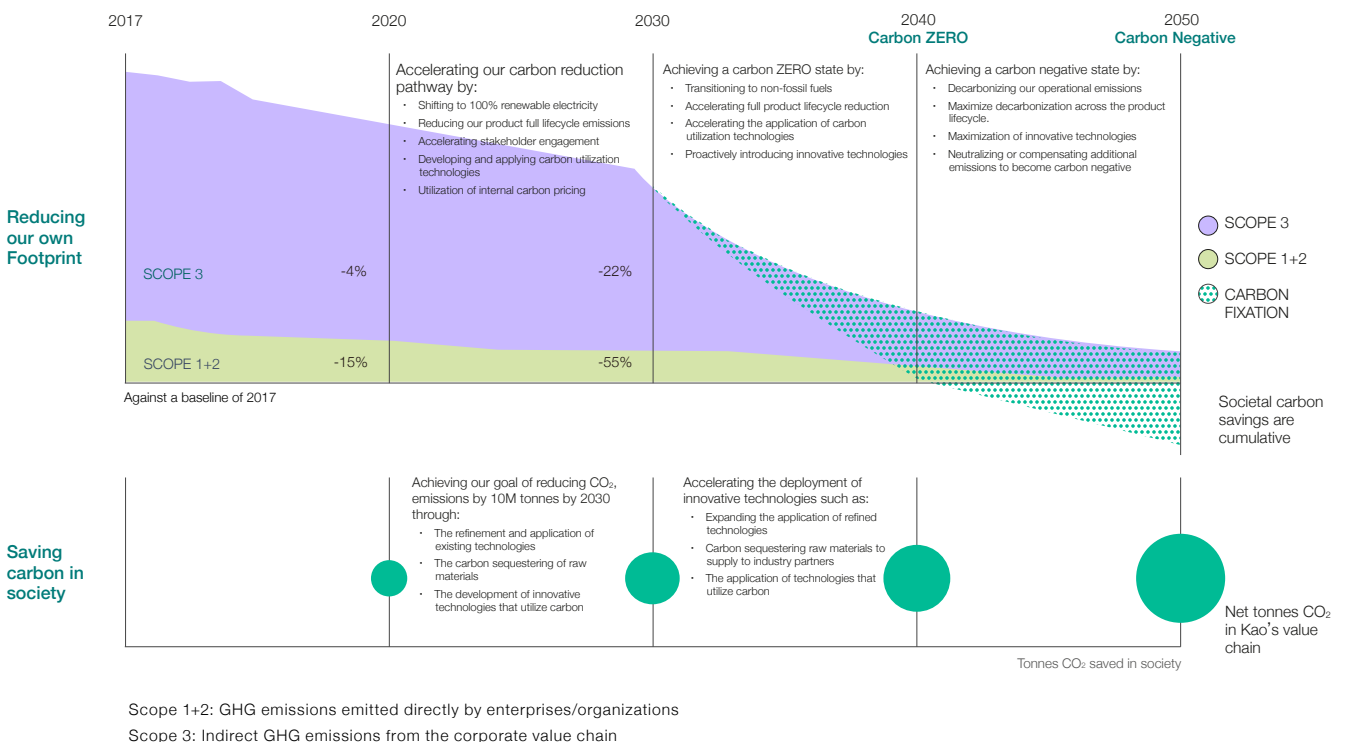 2017
2020
2030
2040
Carbon ZERO
2050
Carbon Negative
Accelerating our carbon reduction
pathway by:
· Shifting to 100% renewable electricity
· Reducing our product full lifecycle emissions
· Accelerating stakeholder engagement
· Developing and applying carbon utilization
technologies
· Utilization of internal carbon pricing
Achieving a carbon ZERO state by:
· Transitioning to non-fossil fuels
· Accelerating full product lifecycle reduction
· Accelerating the application of carbon
utilization technologies
· Proactively introducing innovative technologies
Achieving a carbon negative state by:
· Decarbonizing our operational emissions
· Maximize decarbonization across the product
lifecycle.
· Maximization of innovative technologies
· Neutralizing or compensating additional
emissions to become carbon negative
Reducing
our own
Footprint
SCOPE 3
-4%
-22%
SCOPE 1+2
-15%
-55%
SCOPE 3
SCOPE 1+2
CARBON
FIXATION
Against a baseline of 2017
Societal carbon
savings are
cumulative
Saving
carbon in
society
Achieving our goal of reducing CO₂,
emissions by 10M tonnes by 2030
through:
· The refinement and application of
existing technologies
· The carbon sequestering of raw
materials
· The development of innovative
technologies that utilize carbon
Accelerating the deployment of
innovative technologies such as:
· Expanding the application of refined
technologies
· Carbon sequestering raw materials to
supply to industry partners
· The application of technologies that
utilize carbon
Net tonnes CO₂
in Kao's value
chain
Tonnes CO₂ saved in society
Scope 1+2: GHG emissions emitted directly by enterprises/organizations
Scope 3: Indirect GHG emissions from the corporate value chain